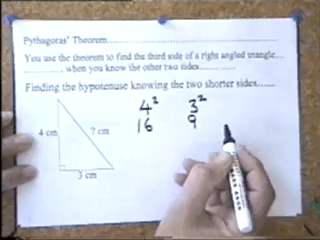 Pythagoras' Theorem......
You use the theorem to find the third side of a right angled triangle....
........, when you know the other two sides........
Finding the hypotenuse knowing the two shorter sides......
4² 3²
16 9
4 cm ? cm
3 cm